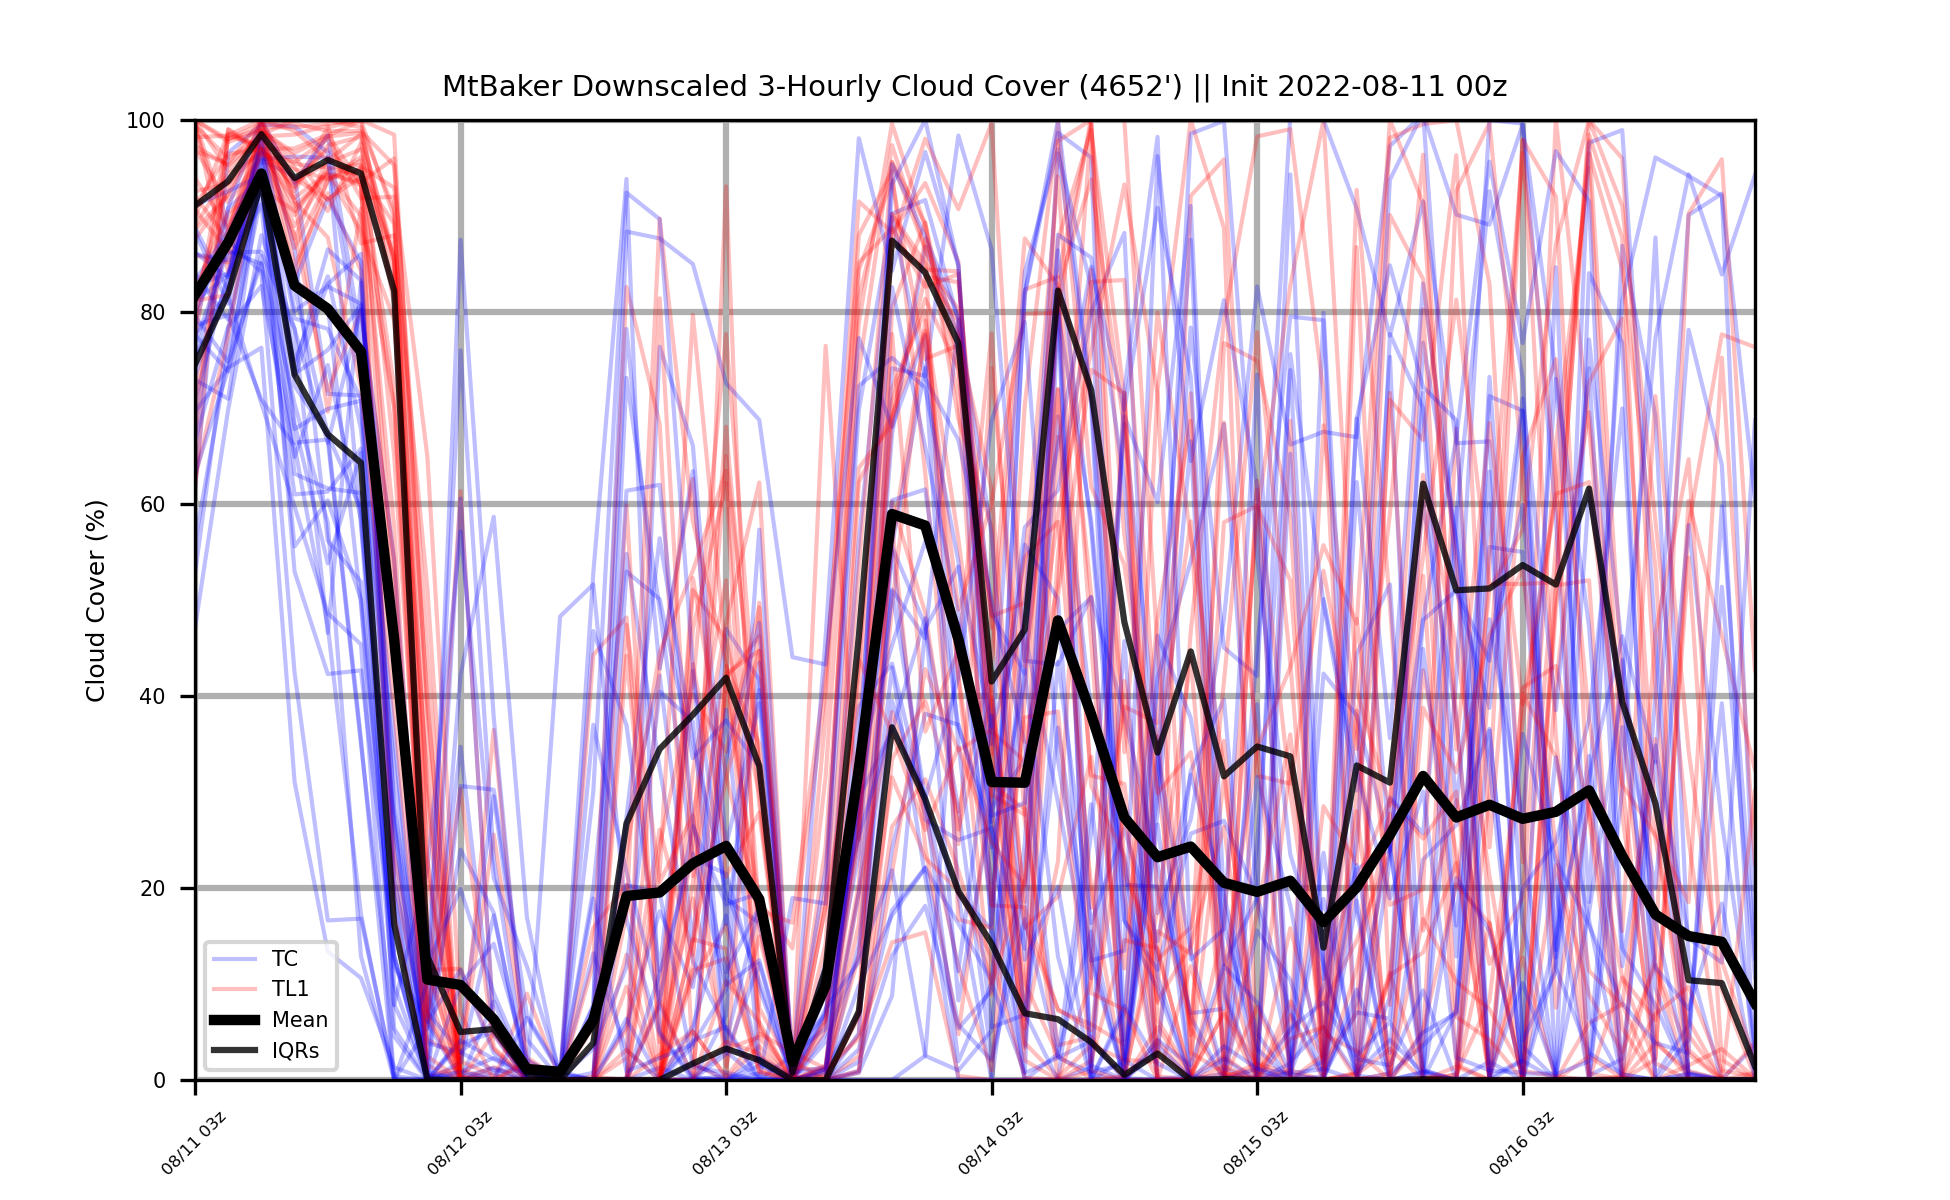 MtBaker Downscaled 3-Hourly Cloud Cover (4652') || Init 2022-08-11 00z
Cloud Cover (%)
100
80
60
40
20
0
TC
TL1
Mean
IQRs
08/11 03z
08/12 03z
08/13 03z
08/14 03z
08/15 03z
08/16 03z